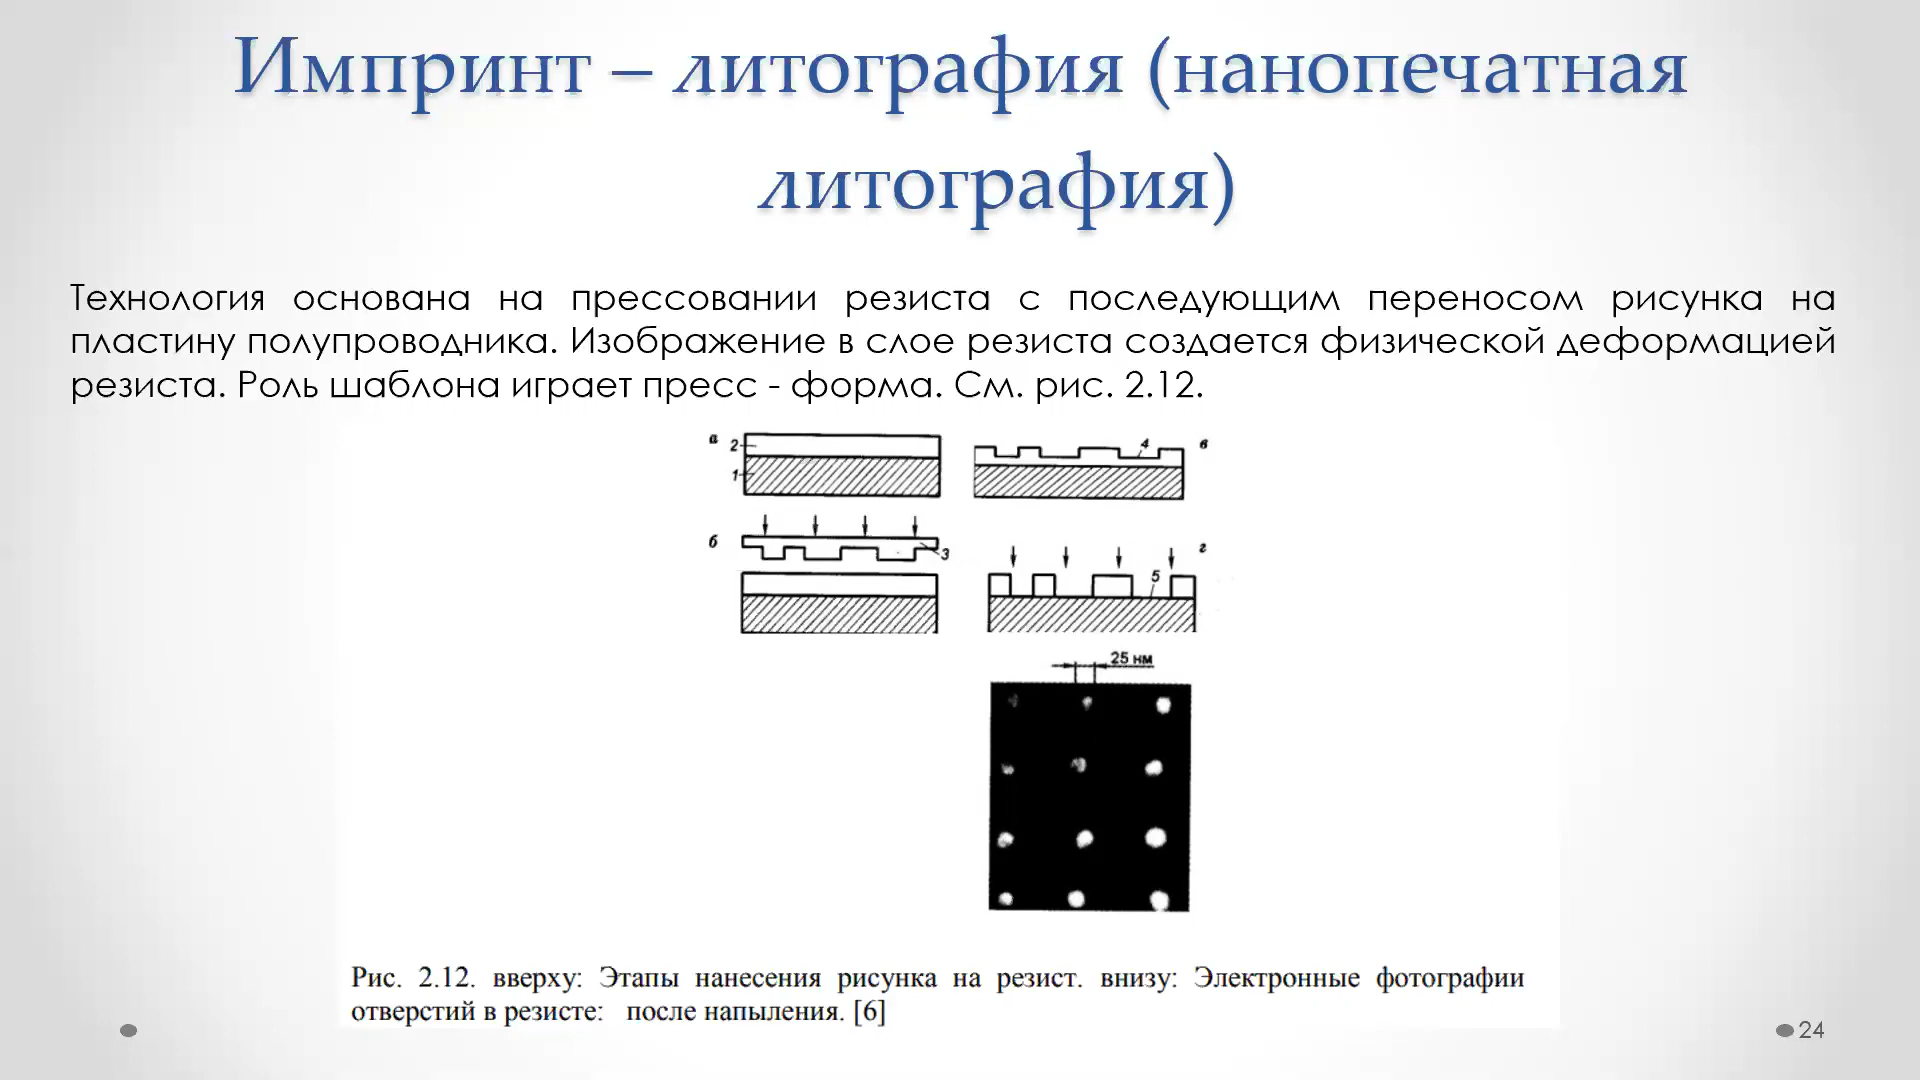 Импринт – литография (нанопечатная
литография)
Технология основана на прессовании резиста с последующим переносом рисунка на
пластину полупроводника. Изображение в слое резиста создается физической деформацией
резиста. Роль шаблона играет пресс - форма. См. рис. 2.12.
а
2
1
4
в
б
3
г
5
25 нм
Рис. 2.12. вверху: Этапы нанесения рисунка на резист. внизу: Электронные фотографии
отверстий в резисте: после напыления. [6]
24